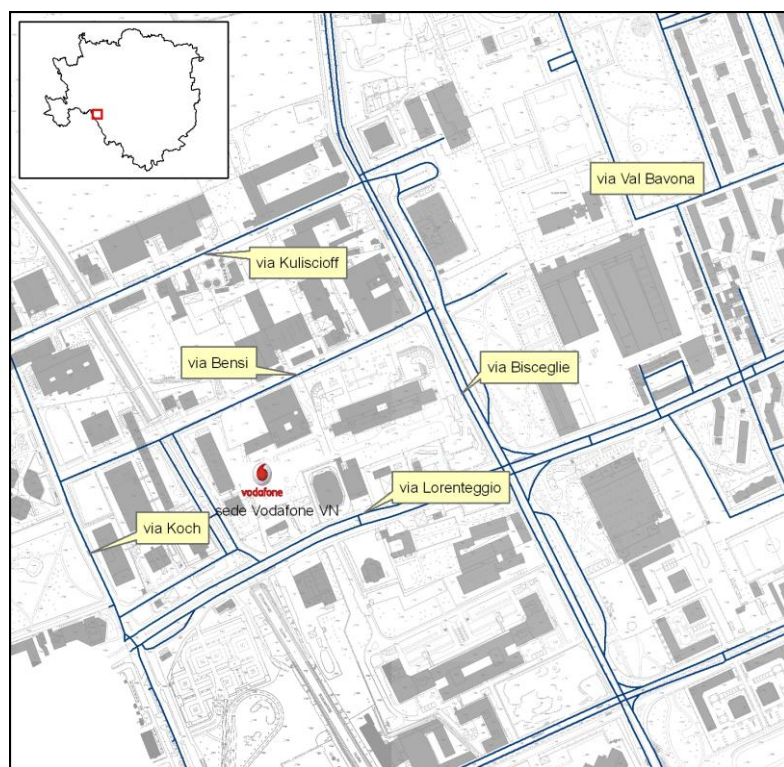 via Val Bavona
via Kuliscioff
via Bensi
via Bisceglie
vodafone
sede Vodafone VN
via Lorenteggio
via Koch